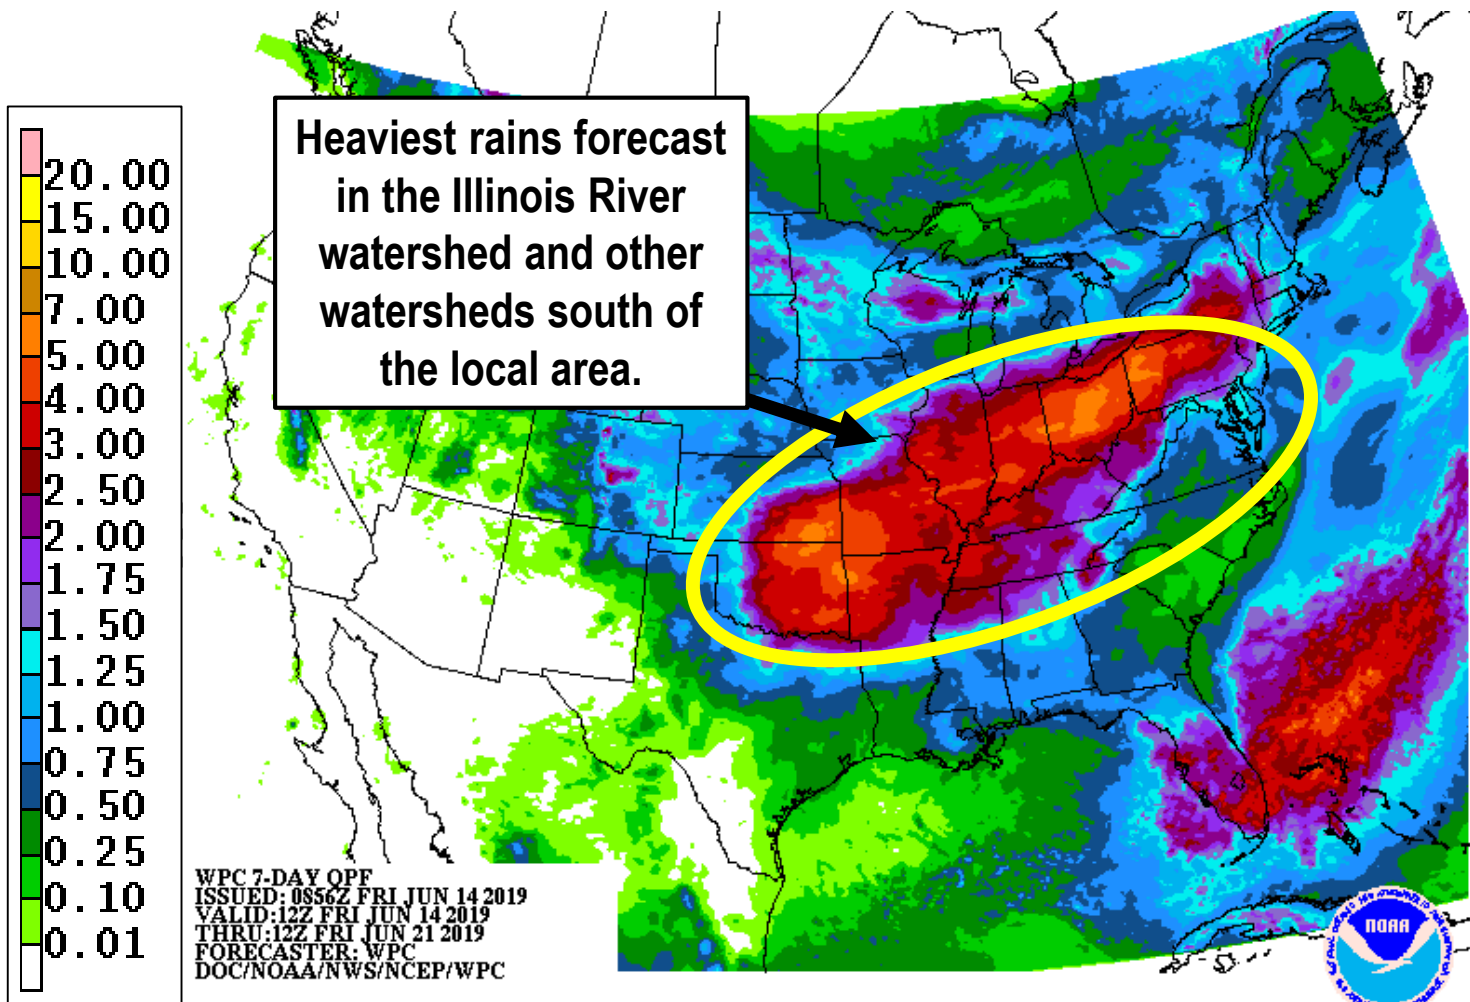 Heaviest rains forecast
in the Illinois River
watershed and other
watersheds south of
the local area.
20.00
15.00
10.00
7.00
5.00
4.00
3.00
2.50
2.00
1.75
1.50
1.25
1.00
0.75
0.50
0.25
0.10
0.01
WPC 7-DAY QPF
ISSUED: 0856Z FRI JUN 14 2019
VALID:12Z FRI JUN 14 2019
THRU:12Z FRI JUN 21 2019
FORECASTER: WPC
DOC/NOAA/NWS/NCEP/WPC
NOAA